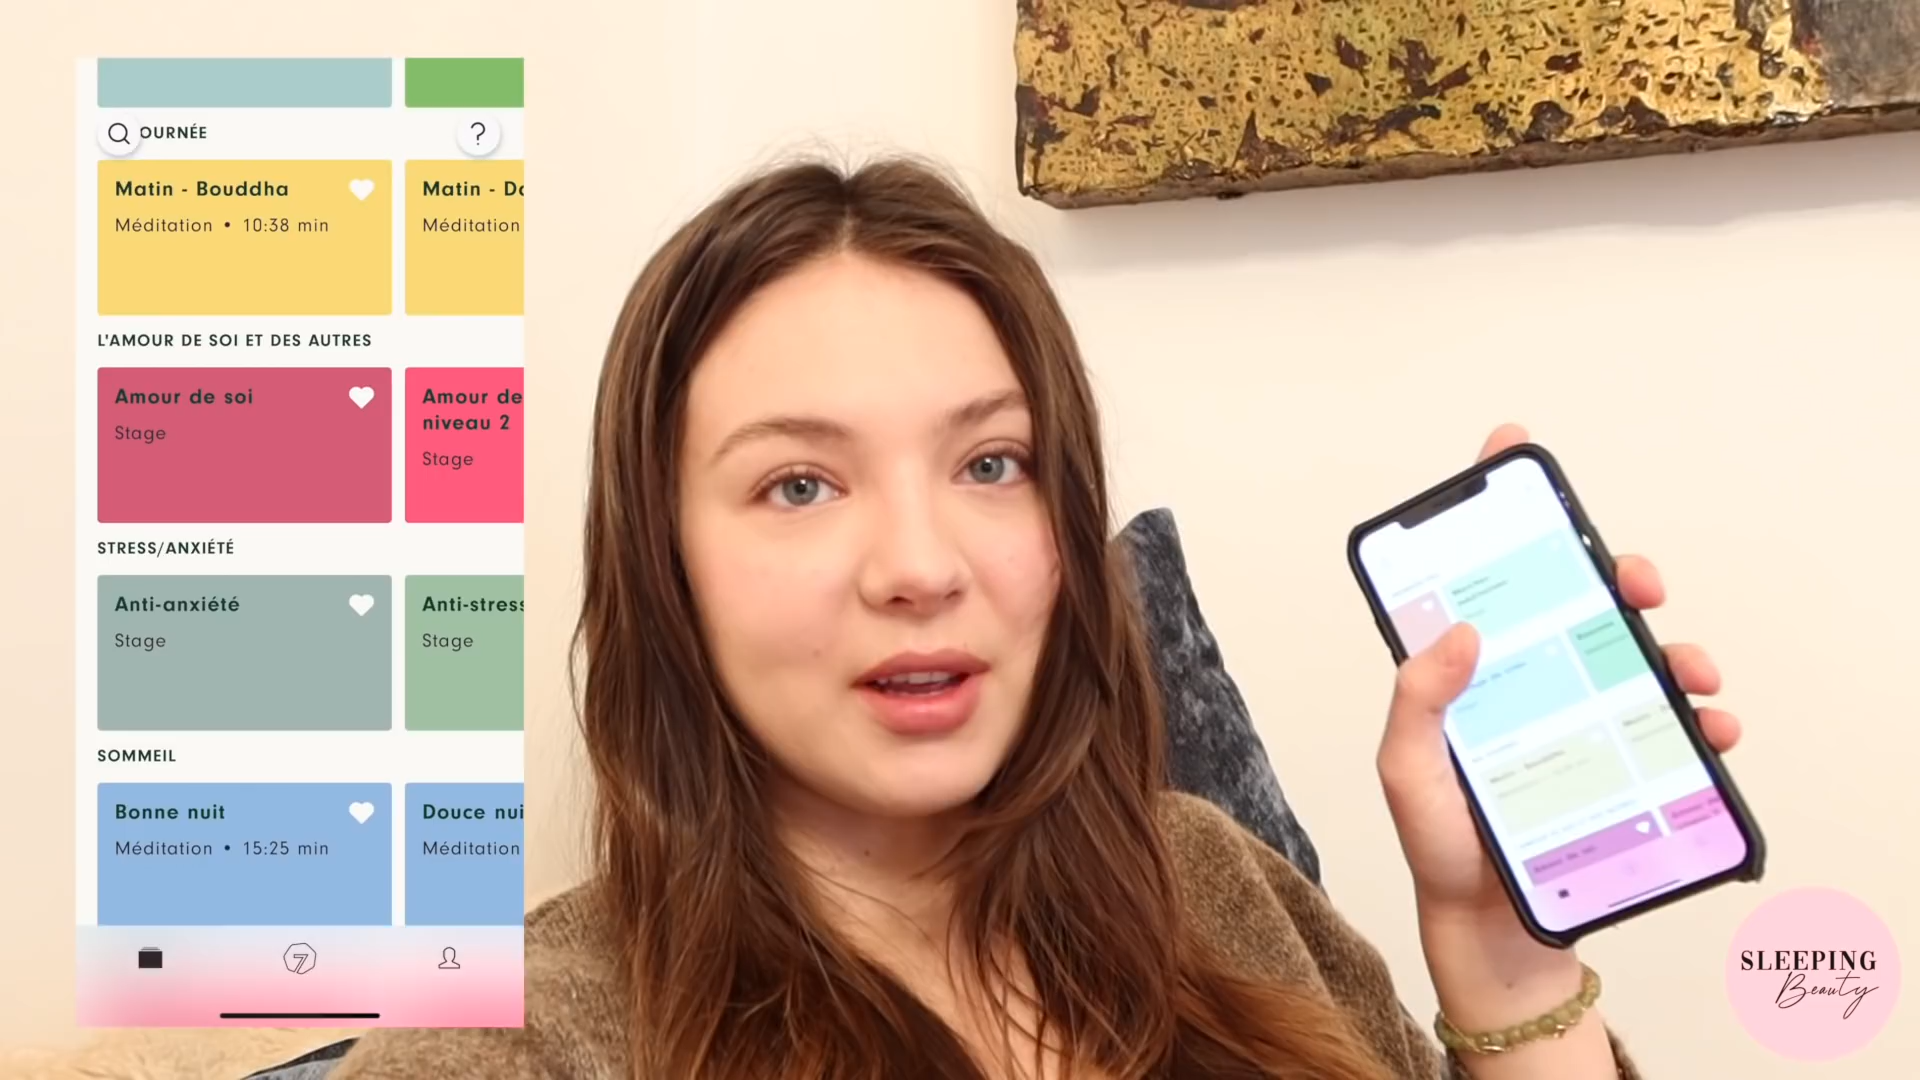 OURNÉE
?
Matin - Bouddha
Méditation • 10:38 min
Matin - Do
Méditation
L'AMOUR DE SOI ET DES AUTRES
Amour de soi
Stage
Amour de
niveau 2
Stage
STRESS/ANXIÉTÉ
Anti-anxiété
Stage
Anti-stress
Stage
SOMMEIL
Bonne nuit
Méditation • 15:25 min
Douce nui
Méditation
7
SLEEPING
Beauty